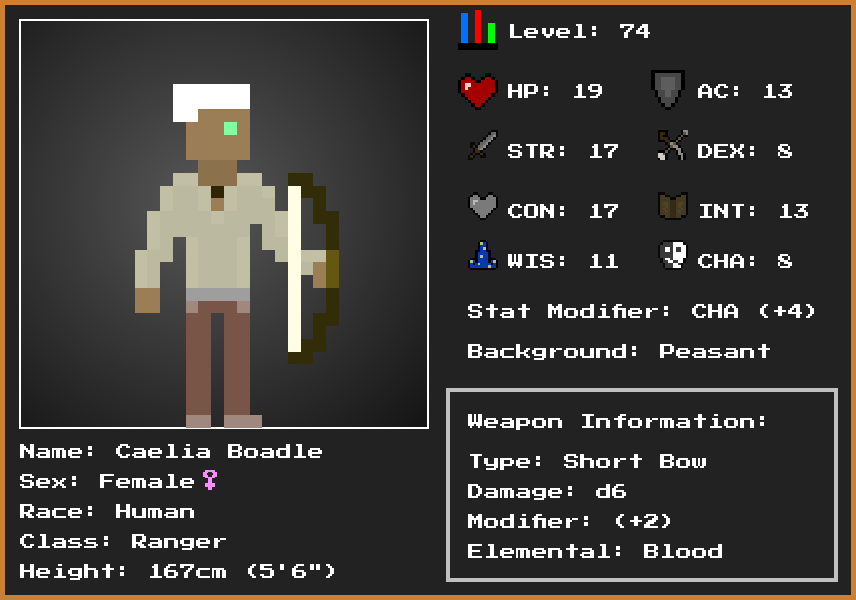 Level: 74
HP: 19 AC: 13
STR: 17 DEX: 8
CON: 17 INT: 13
WIS: 11 CHA: 8
Stat Modifier: CHA (+4)
Background: Peasant
Weapon Information:
Type: Short Bow
Damage: d6
Modifier: (+2)
Elemental: Blood
Name: Caelia Boadle
Sex: Female♀
Race: Human
Class: Ranger
Height: 167cm (5'6")